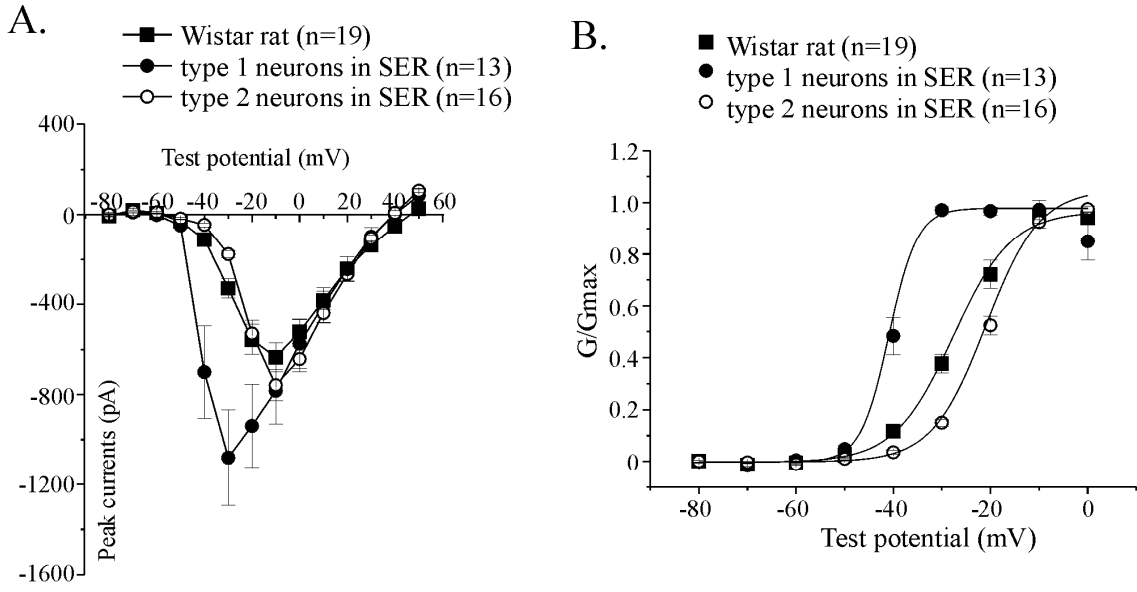 A.
Wistar rat (n=19)
type 1 neurons in SER (n=13)
type 2 neurons in SER (n=16)
400
Test potential (mV)
-80 -60 -40 -20 0 20 40 60
0
-400
-800
-1200
-1600
Peak currents (pA)
B.
Wistar rat (n=19)
type 1 neurons in SER (n=13)
type 2 neurons in SER (n=16)
1.2
1.0
0.8
0.6
0.4
0.2
0
G/Gmax
-80 -60 -40 -20 0
Test potential (mV)